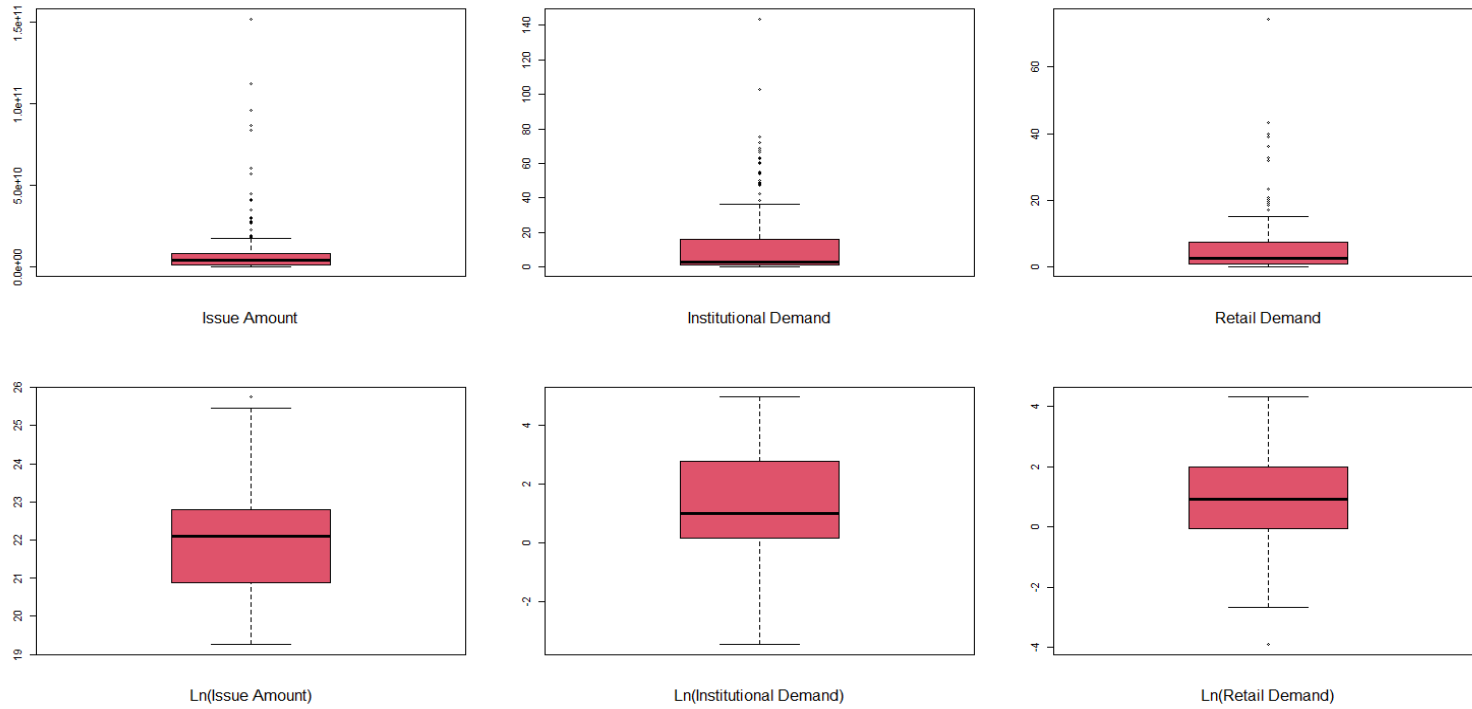 1.5e+11
1.0e+11
5.0e+10
0.0e+00
Issue Amount
140
120
100
80
60
40
20
0
Institutional Demand
60
40
20
0
Retail Demand
26
25
24
23
22
21
20
19
Ln(Issue Amount)
4
2
0
-2
Ln(Institutional Demand)
4
2
0
-2
-4
Ln(Retail Demand)